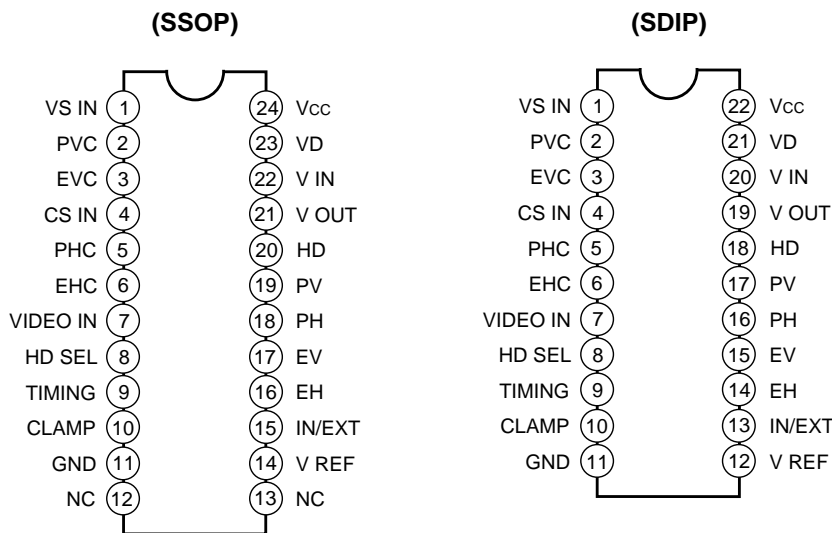 (SSOP)
VS IN 1 24 Vcc
PVC 2 23 VD
EVC 3 22 V IN
CS IN 4 21 V OUT
PHC 5 20 HD
EHC 6 19 PV
VIDEO IN 7 18 PH
HD SEL 8 17 EV
TIMING 9 16 EH
CLAMP 10 15 IN/EXT
GND 11 14 V REF
NC 12 13 NC
(SDIP)
VS IN 1 22 Vcc
PVC 2 21 VD
EVC 3 20 V IN
CS IN 4 19 V OUT
PHC 5 18 HD
EHC 6 17 PV
VIDEO IN 7 16 PH
HD SEL 8 15 EV
TIMING 9 14 EH
CLAMP 10 13 IN/EXT
GND 11 12 V REF